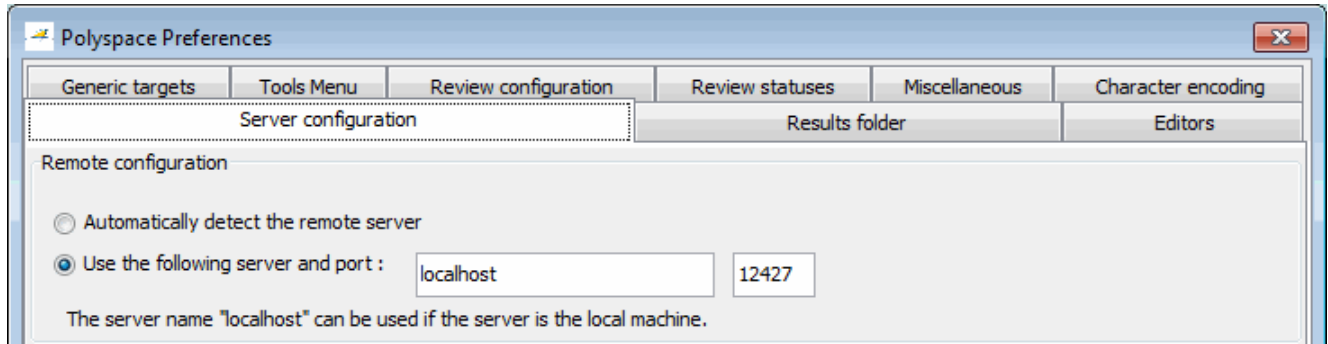 Polyspace Preferences
Generic targets Tools Menu Review configuration Review statuses Miscellaneous Character encoding
Server configuration Results folder Editors
Remote configuration
Automatically detect the remote server
Use the following server and port : localhost 12427
The server name "localhost" can be used if the server is the local machine.